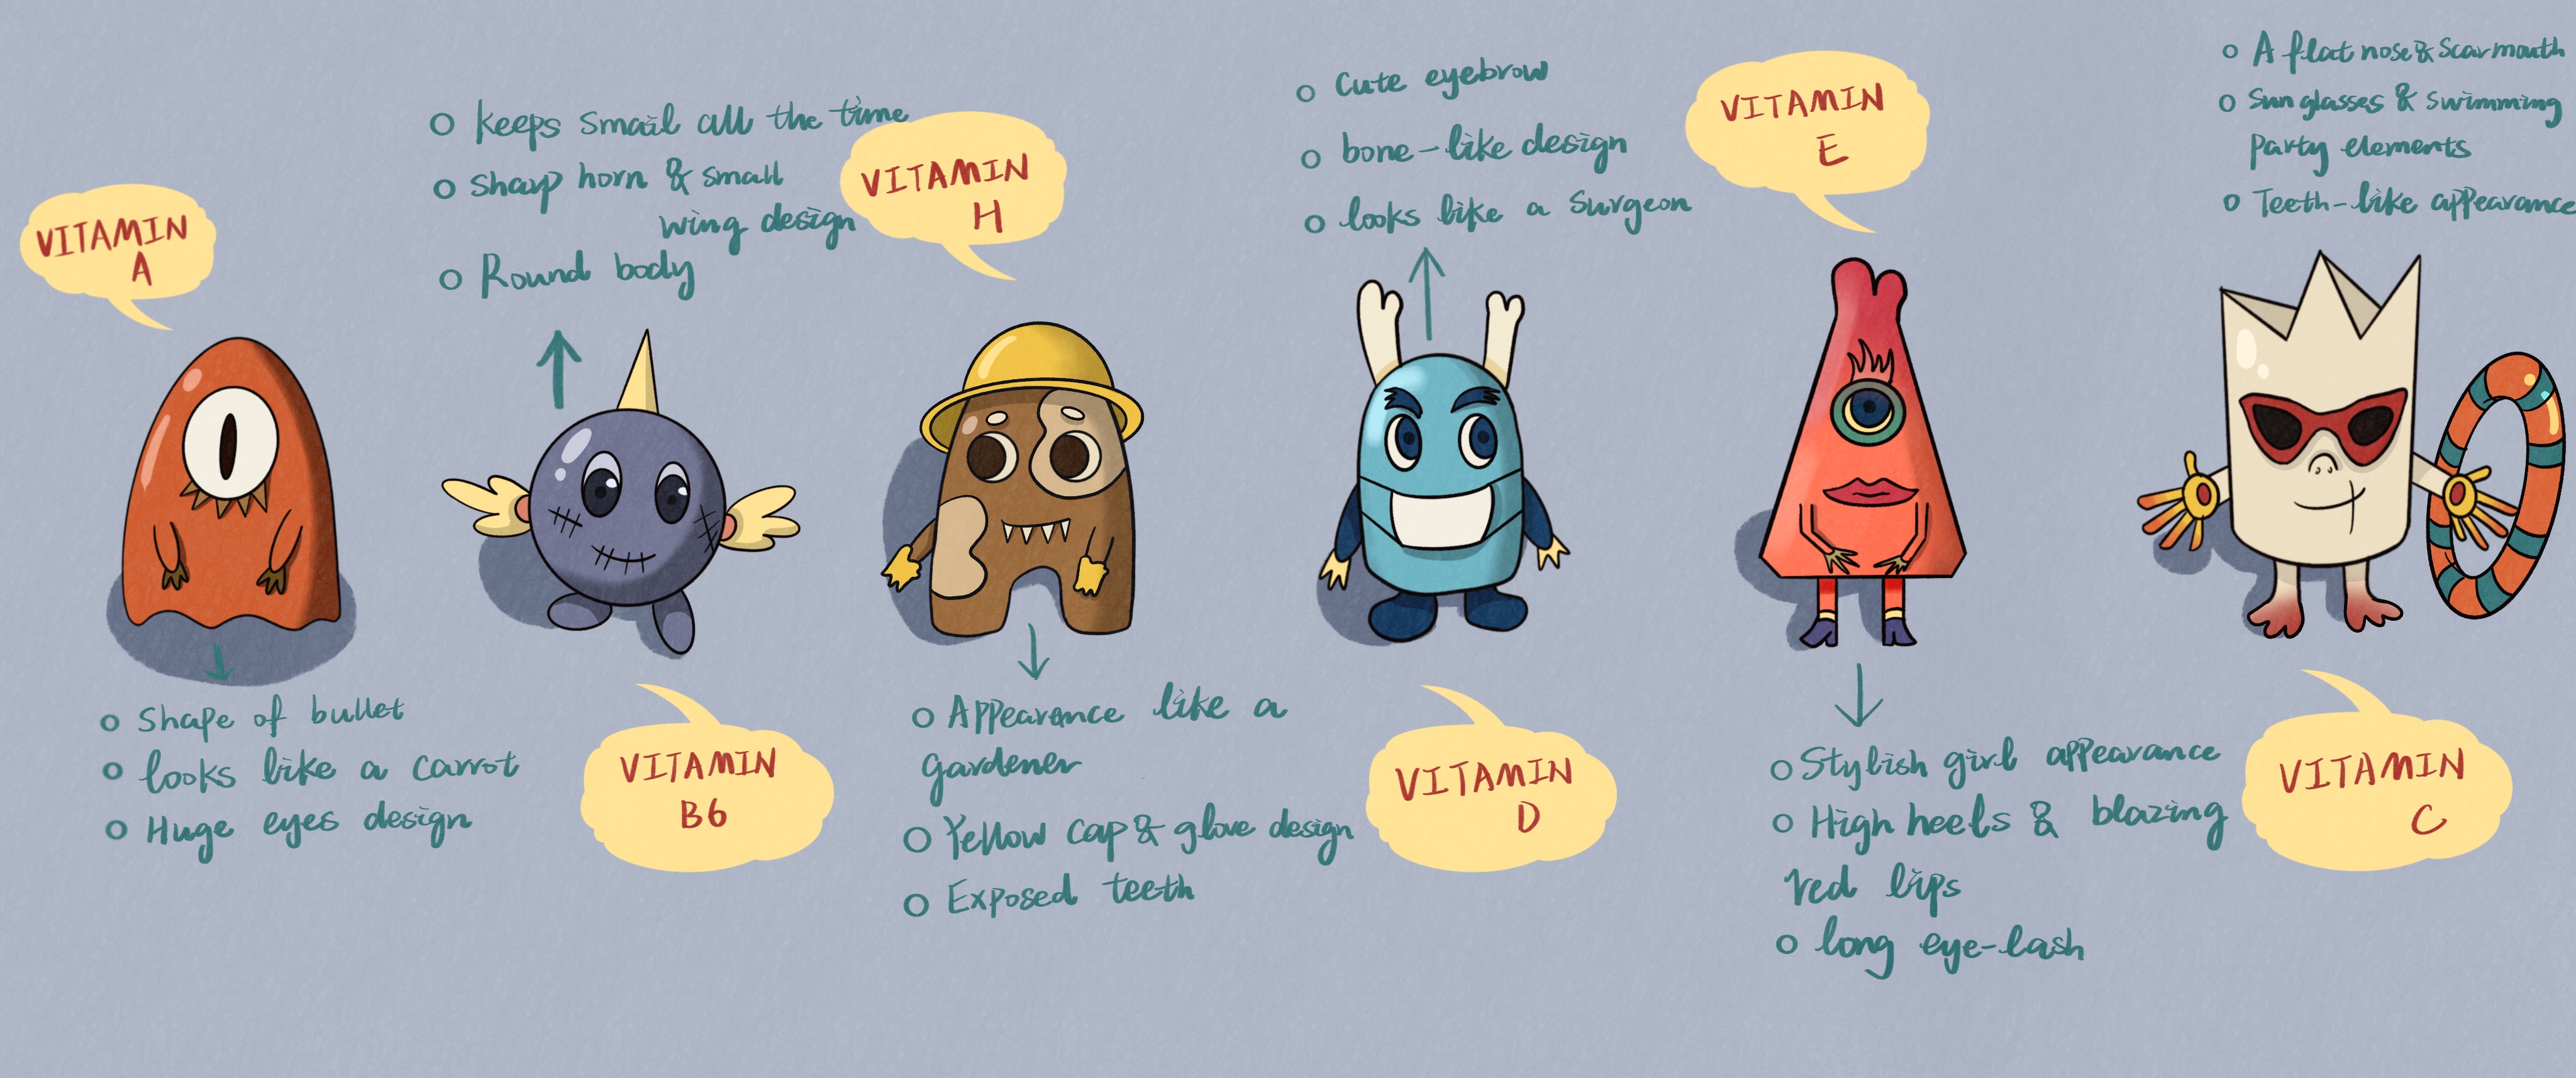 VITAMIN
A
o Shape of bullet
o looks like a carrot
o Huge eyes design
o keeps smail all the time
o sharp horn & small
wing design
o Round body
VITAMIN
B6
VITAMIN
H
o Appearance like a
gardener
o Yellow cap & glove design
o Exposed teeth
o Cute eyebrow
o bone-like design
o looks like a surgeon
VITAMIN
D
VITAMIN
E
o Stylish girl appearance
o High heels & blazing
red lips
o long eye-lash
o A flat nose & scar mouth
o Sun glasses & swimming
party elements
o Teeth-like appearance
VITAMIN
C